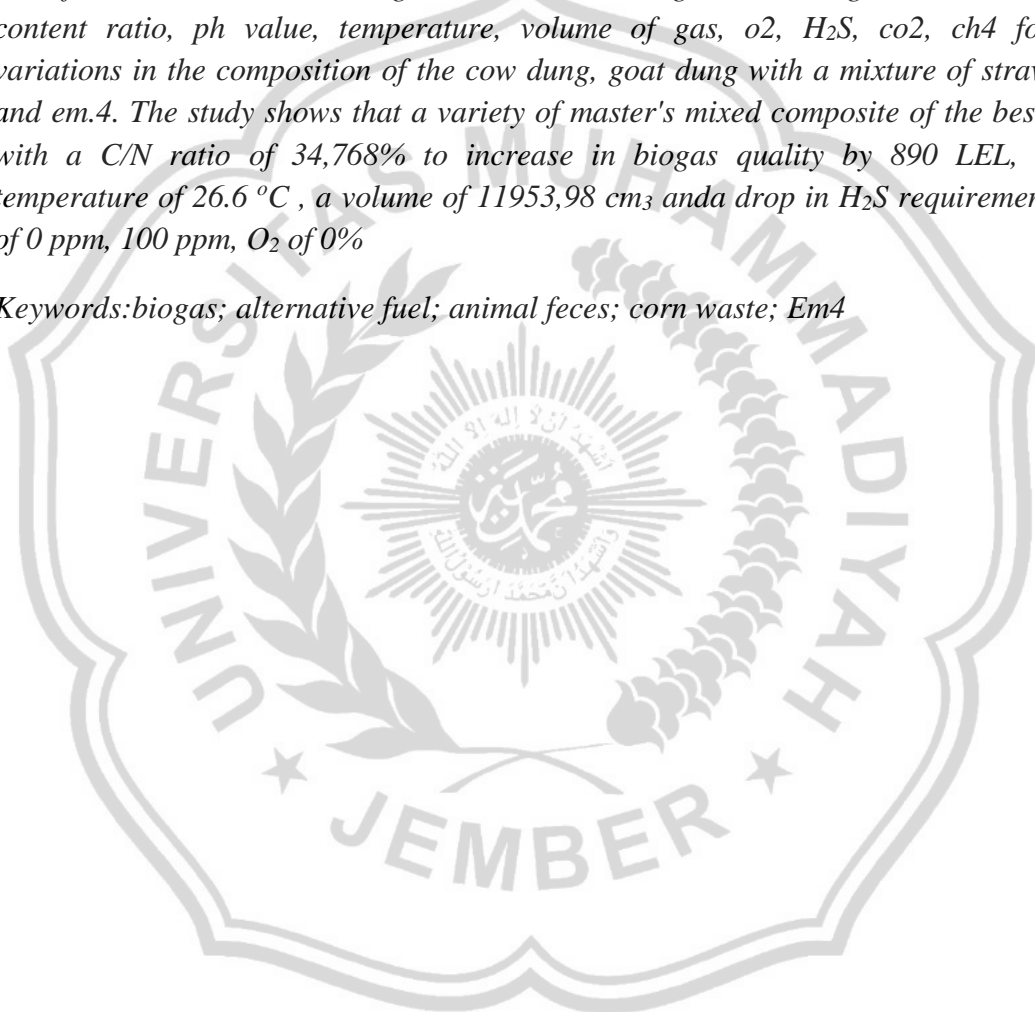 content ratio, ph value, temperature, volume of gas, o2, H2S, co2, ch4 fo
variations in the composition of the cow dung, goat dung with a mixture of straw
and em.4. The study shows that a variety of master's mixed composite of the bes
with a C/N ratio of 34,768% to increase in biogas quality by 890 LEL,
temperature of 26.6 °C , a volume of 11953,98 cm3 anda drop in H2S requiremen
of 0 ppm, 100 ppm, O2 of 0%
Keywords:biogas; alternative fuel; animal feces; corn waste; Em4
UNIVERSITAS MUHAMMADIYAH
JEMBER